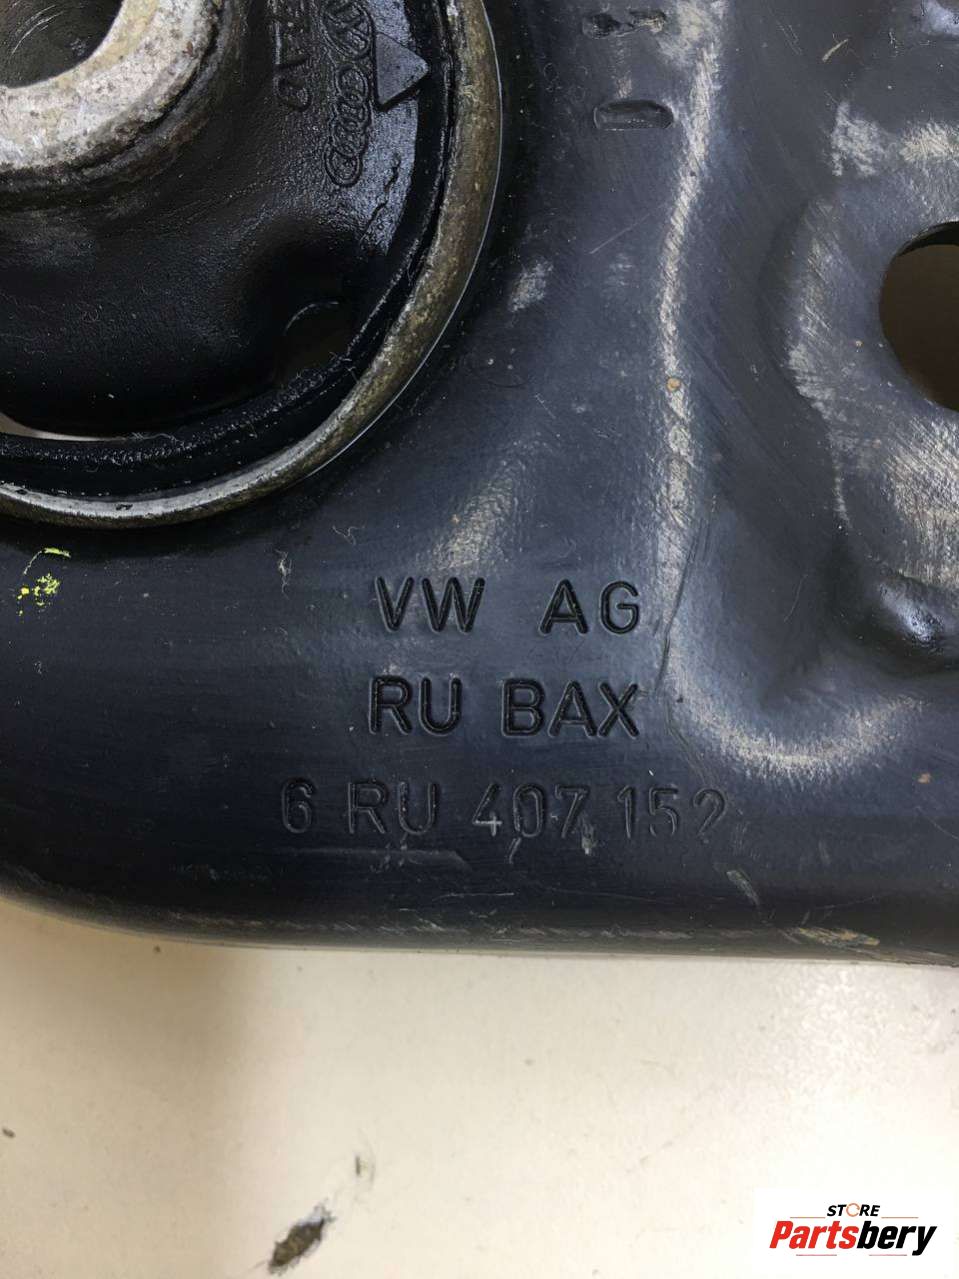 VW AG
RU BAX
6 RU 407 152
STORE
Partsbery